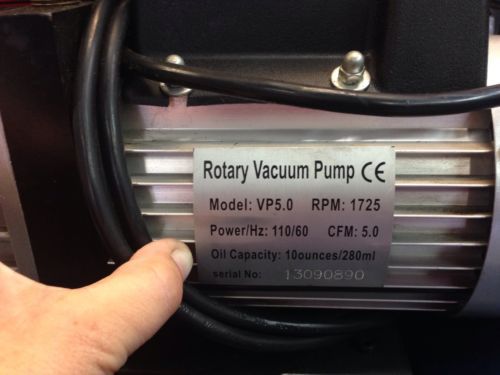 Rotary Vacuum Pump CE
Model: VP5.0 RPM: 1725
Power/Hz: 110/60 CFM: 5.0
Oil Capacity: 10ounces/280ml
serial No: 13090890